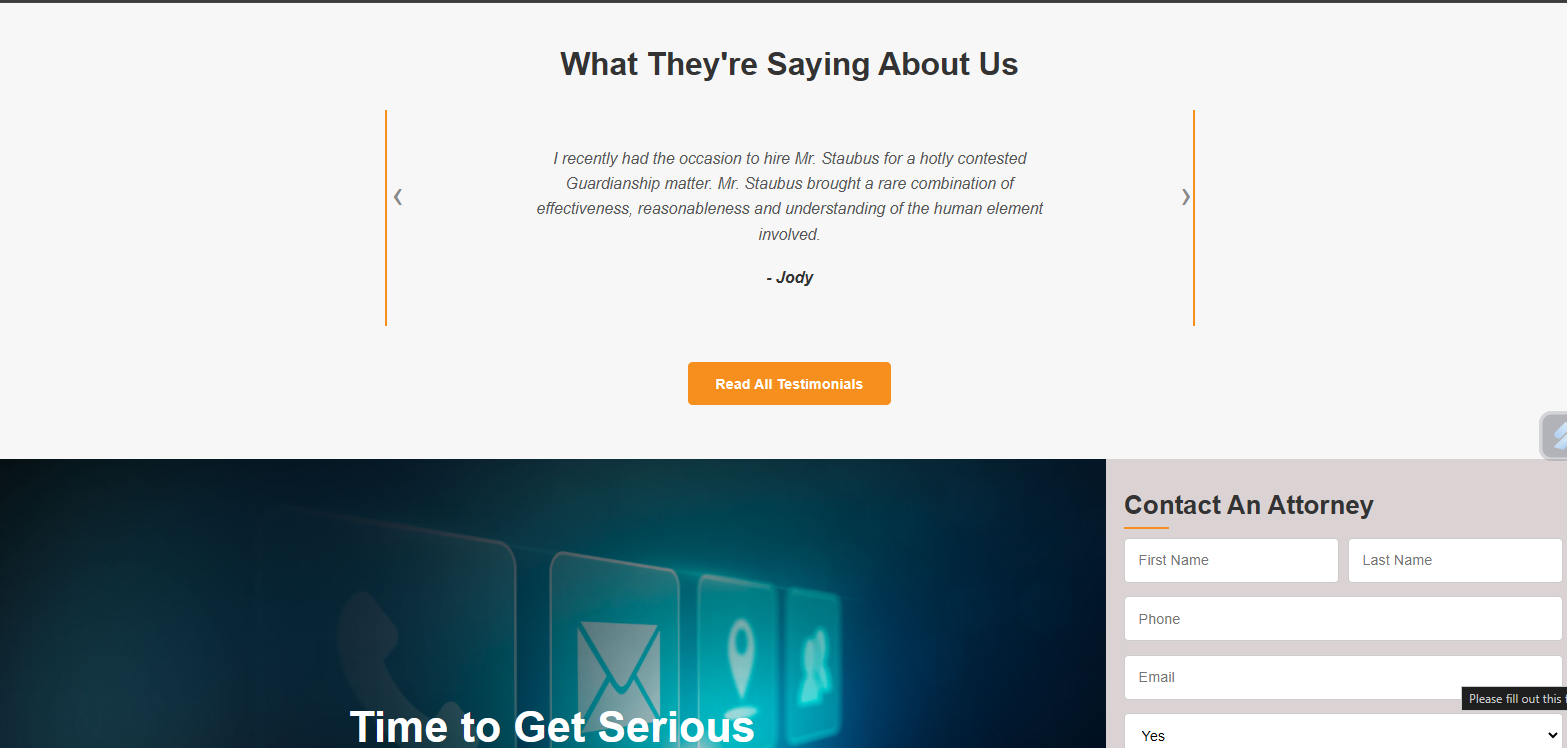 What They're Saying About Us
I recently had the occasion to hire Mr. Staubus for a hotly contested
Guardianship matter. Mr. Staubus brought a rare combination of
effectiveness, reasonableness and understanding of the human element
involved.
- Jody
Read All Testimonials
Contact An Attorney
First Name
Last Name
Phone
Email
Please fill out this
Yes
Time to Get Serious